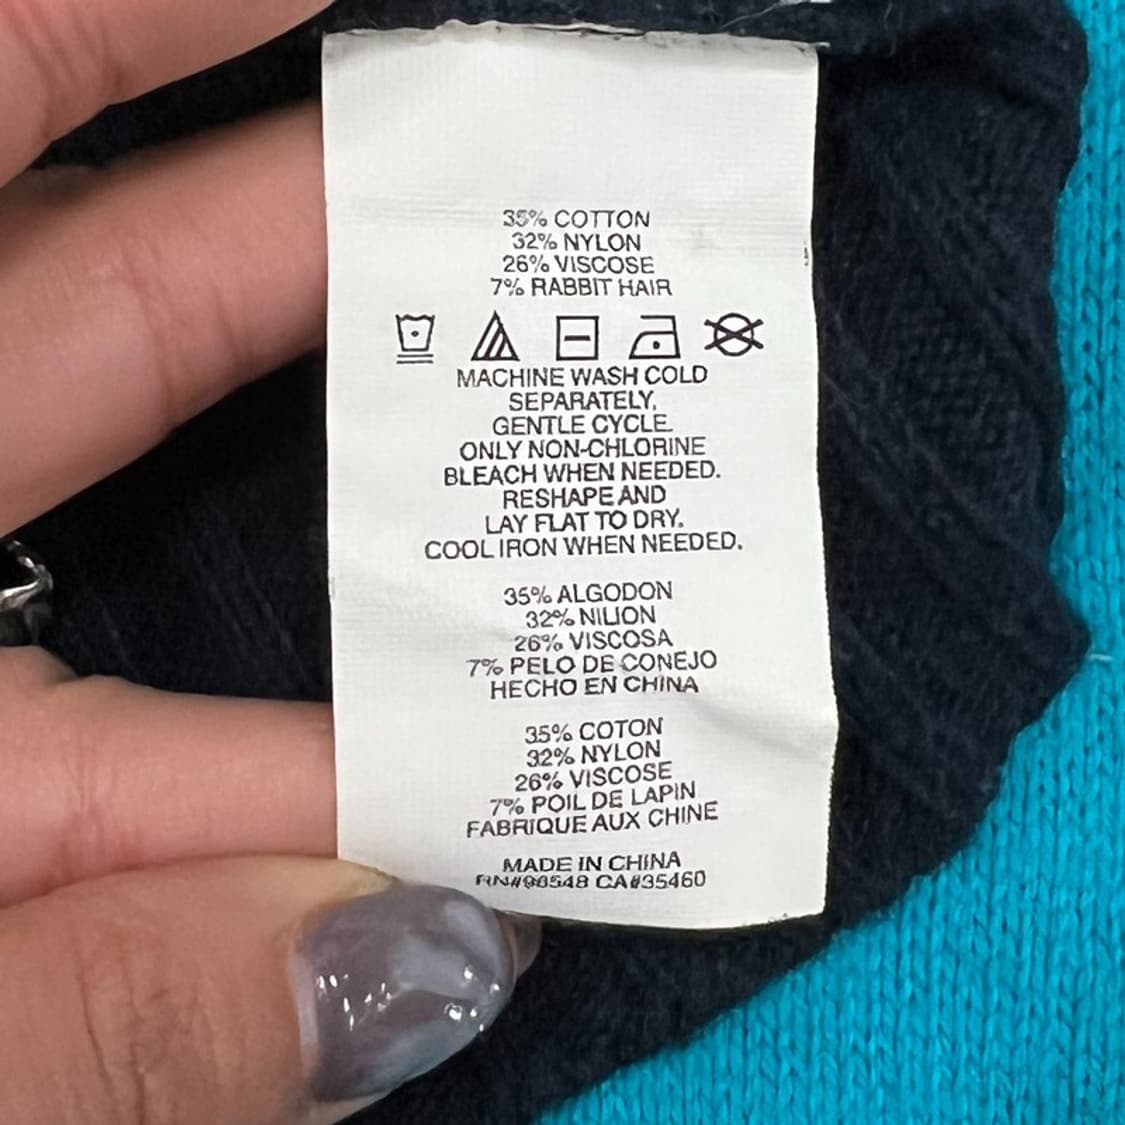 35% COTTON
32% NYLON
26% VISCOSE
7% RABBIT HAIR
MACHINE WASH COLD
SEPARATELY,
GENTLE CYCLE.
ONLY NON-CHLORINE
BLEACH WHEN NEEDED.
RESHAPE AND
LAY FLAT TO DRY.
COOL IRON WHEN NEEDED.
35% ALGODON
32% NILION
26% VISCOSA
7% PELO DE CONEJO
HECHO EN CHINA
35% COTON
32% NYLON
26% VISCOSE
7% POIL DE LAPIN
FABRIQUE AUX CHINE
MADE IN CHINA
CA#35460